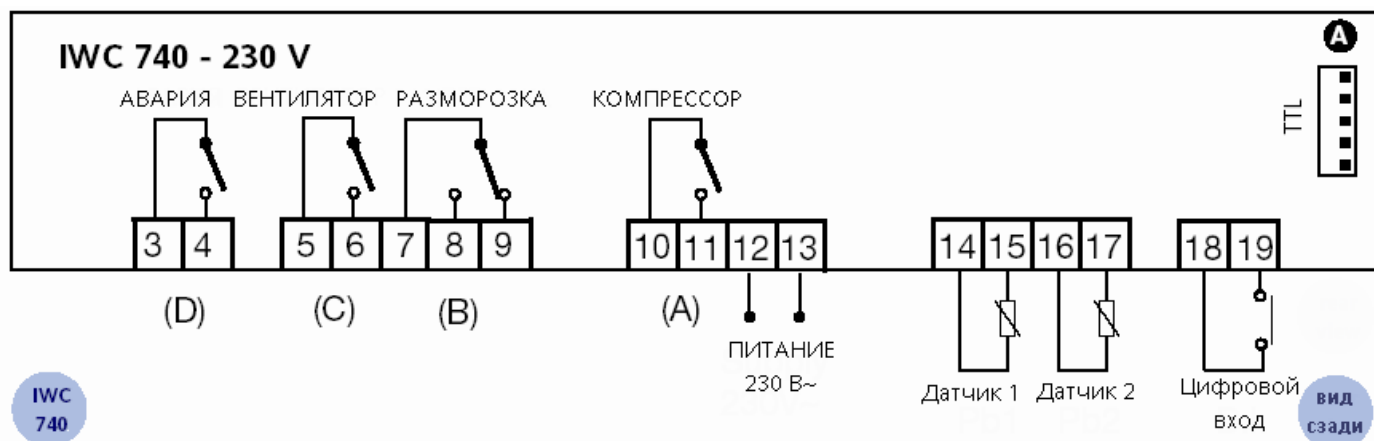 IWC 740 - 230 V
A
TTL
АВАРИЯ ВЕНТИЛЯТОР РАЗМОРОЗКА КОМПРЕССОР
3 4 5 6 7 8 9 10 11 12 13 14 15 16 17 18 19
(D) (C) (B) (A)
ПИТАНИЕ
230 В~
Датчик 1 Датчик 2 Цифровой
вход
IWC
740
вид
сзади